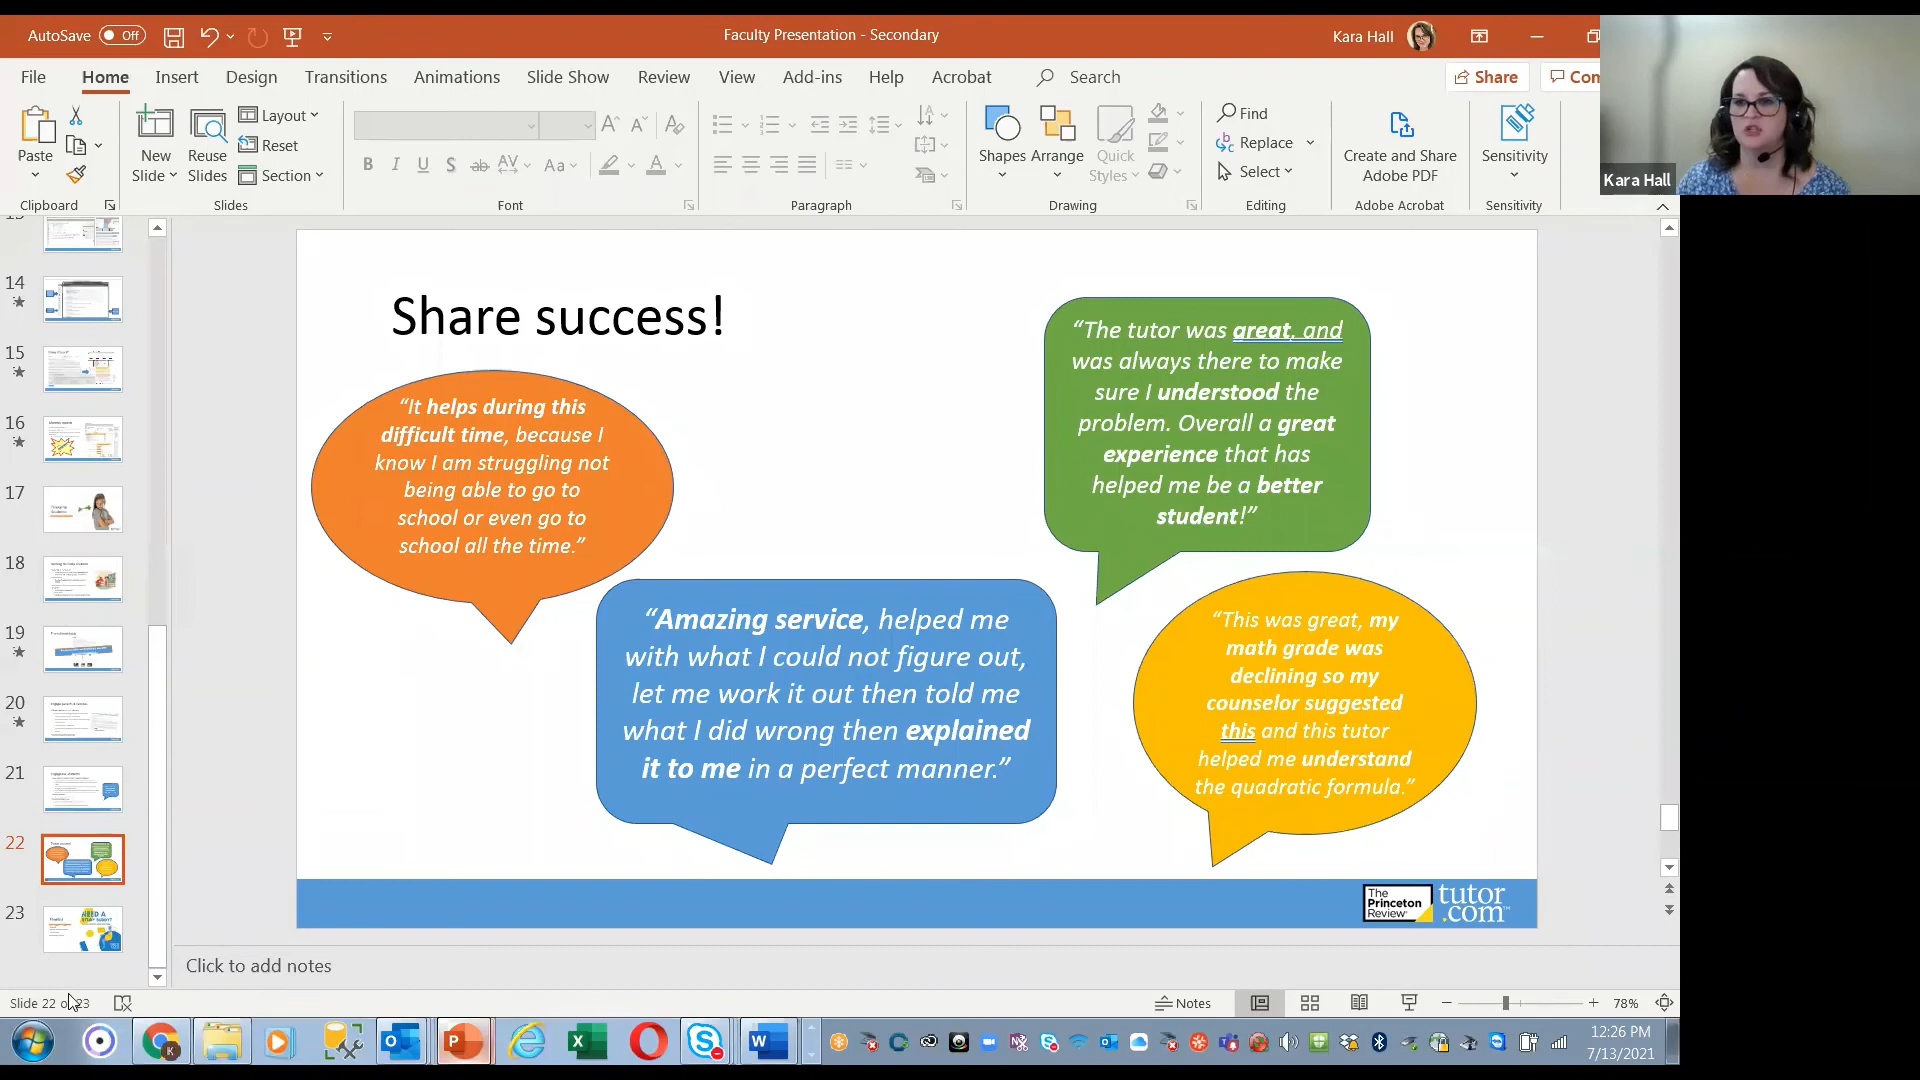 AutoSave Off
Faculty Presentation - Secondary
Kara Hall
File Home Insert Design Transitions Animations Slide Show Review View Add-ins Help Acrobat Search
Share Com
Paste
New Slide
Reuse Slides
Layout
Reset
Section
Find
Replace
Select
Shapes Arrange Quick Styles
Create and Share Adobe PDF
Sensitivity
Clipboard Slides Font Paragraph Drawing Editing Adobe Acrobat Sensitivity
Kara Hall
14
15
16
17
18
19
20
21
22
23
Share success!
“It helps during this
difficult time, because I
know I am struggling not
being able to go to
school or even go to
school all the time.”
“The tutor was great, and
was always there to make
sure I understood the
problem. Overall a great
experience that has
helped me be a better
student!”
“Amazing service, helped me
with what I could not figure out,
let me work it out then told me
what I did wrong then explained
it to me in a perfect manner.”
“This was great, my
math grade was
declining so my
counselor suggested
this and this tutor
helped me understand
the quadratic formula.”
The
Princeton
Review
tutor
.com™
Click to add notes
Slide 22 of 23
Notes
78%
12:26 PM
7/13/2021